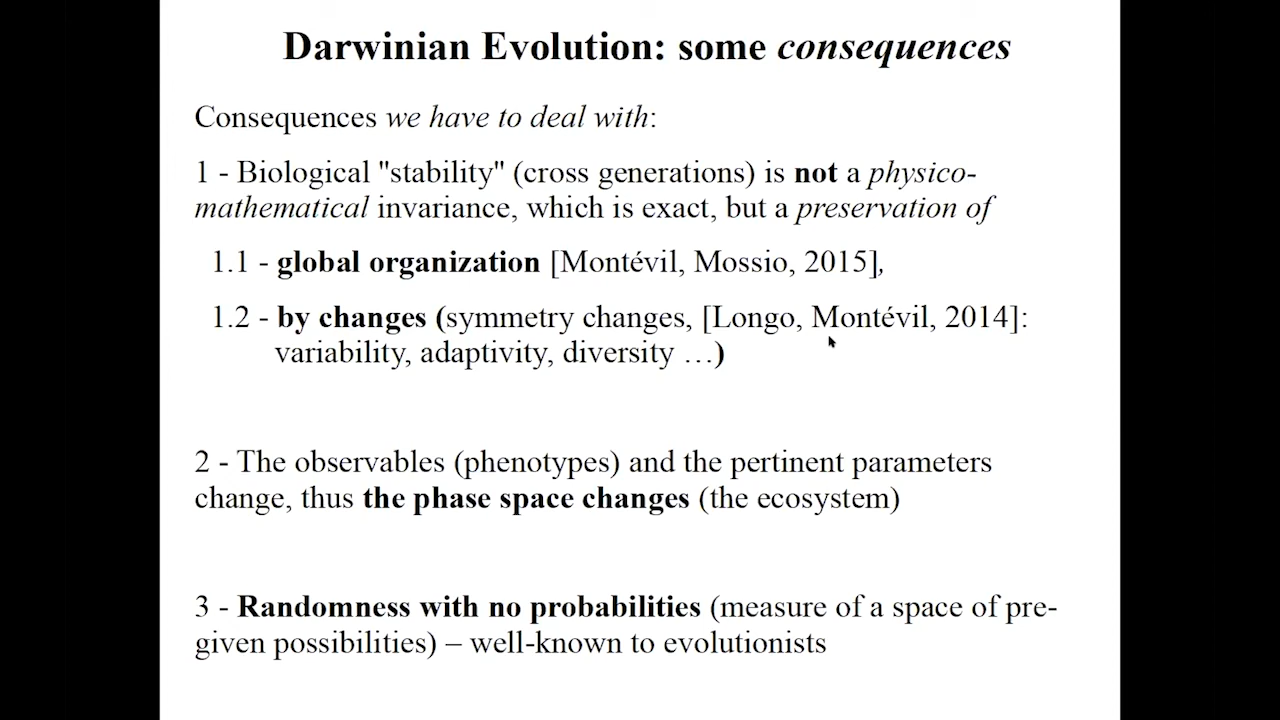 Darwinian Evolution: some consequences
Consequences we have to deal with:
1 - Biological "stability" (cross generations) is not a physico-
mathematical invariance, which is exact, but a preservation of
1.1 - global organization [Montévil, Mossio, 2015],
1.2 - by changes (symmetry changes, [Longo, Montévil, 2014]:
variability, adaptivity, diversity …)
2 - The observables (phenotypes) and the pertinent parameters
change, thus the phase space changes (the ecosystem)
3 - Randomness with no probabilities (measure of a space of pre-
given possibilities) – well-known to evolutionists